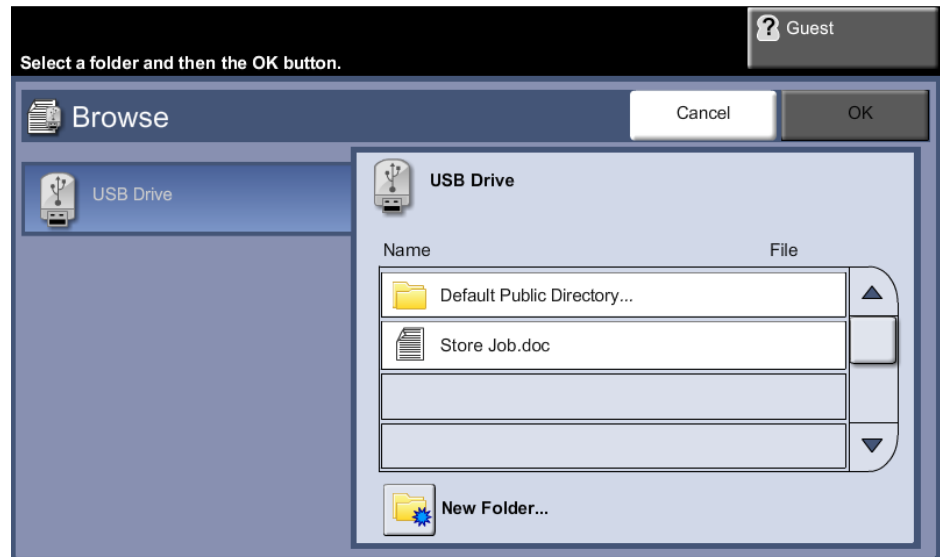 Guest
Select a folder and then the OK button.
Browse
Cancel
OK
USB Drive
USB Drive
Name File
Default Public Directory...
Store Job.doc
New Folder...